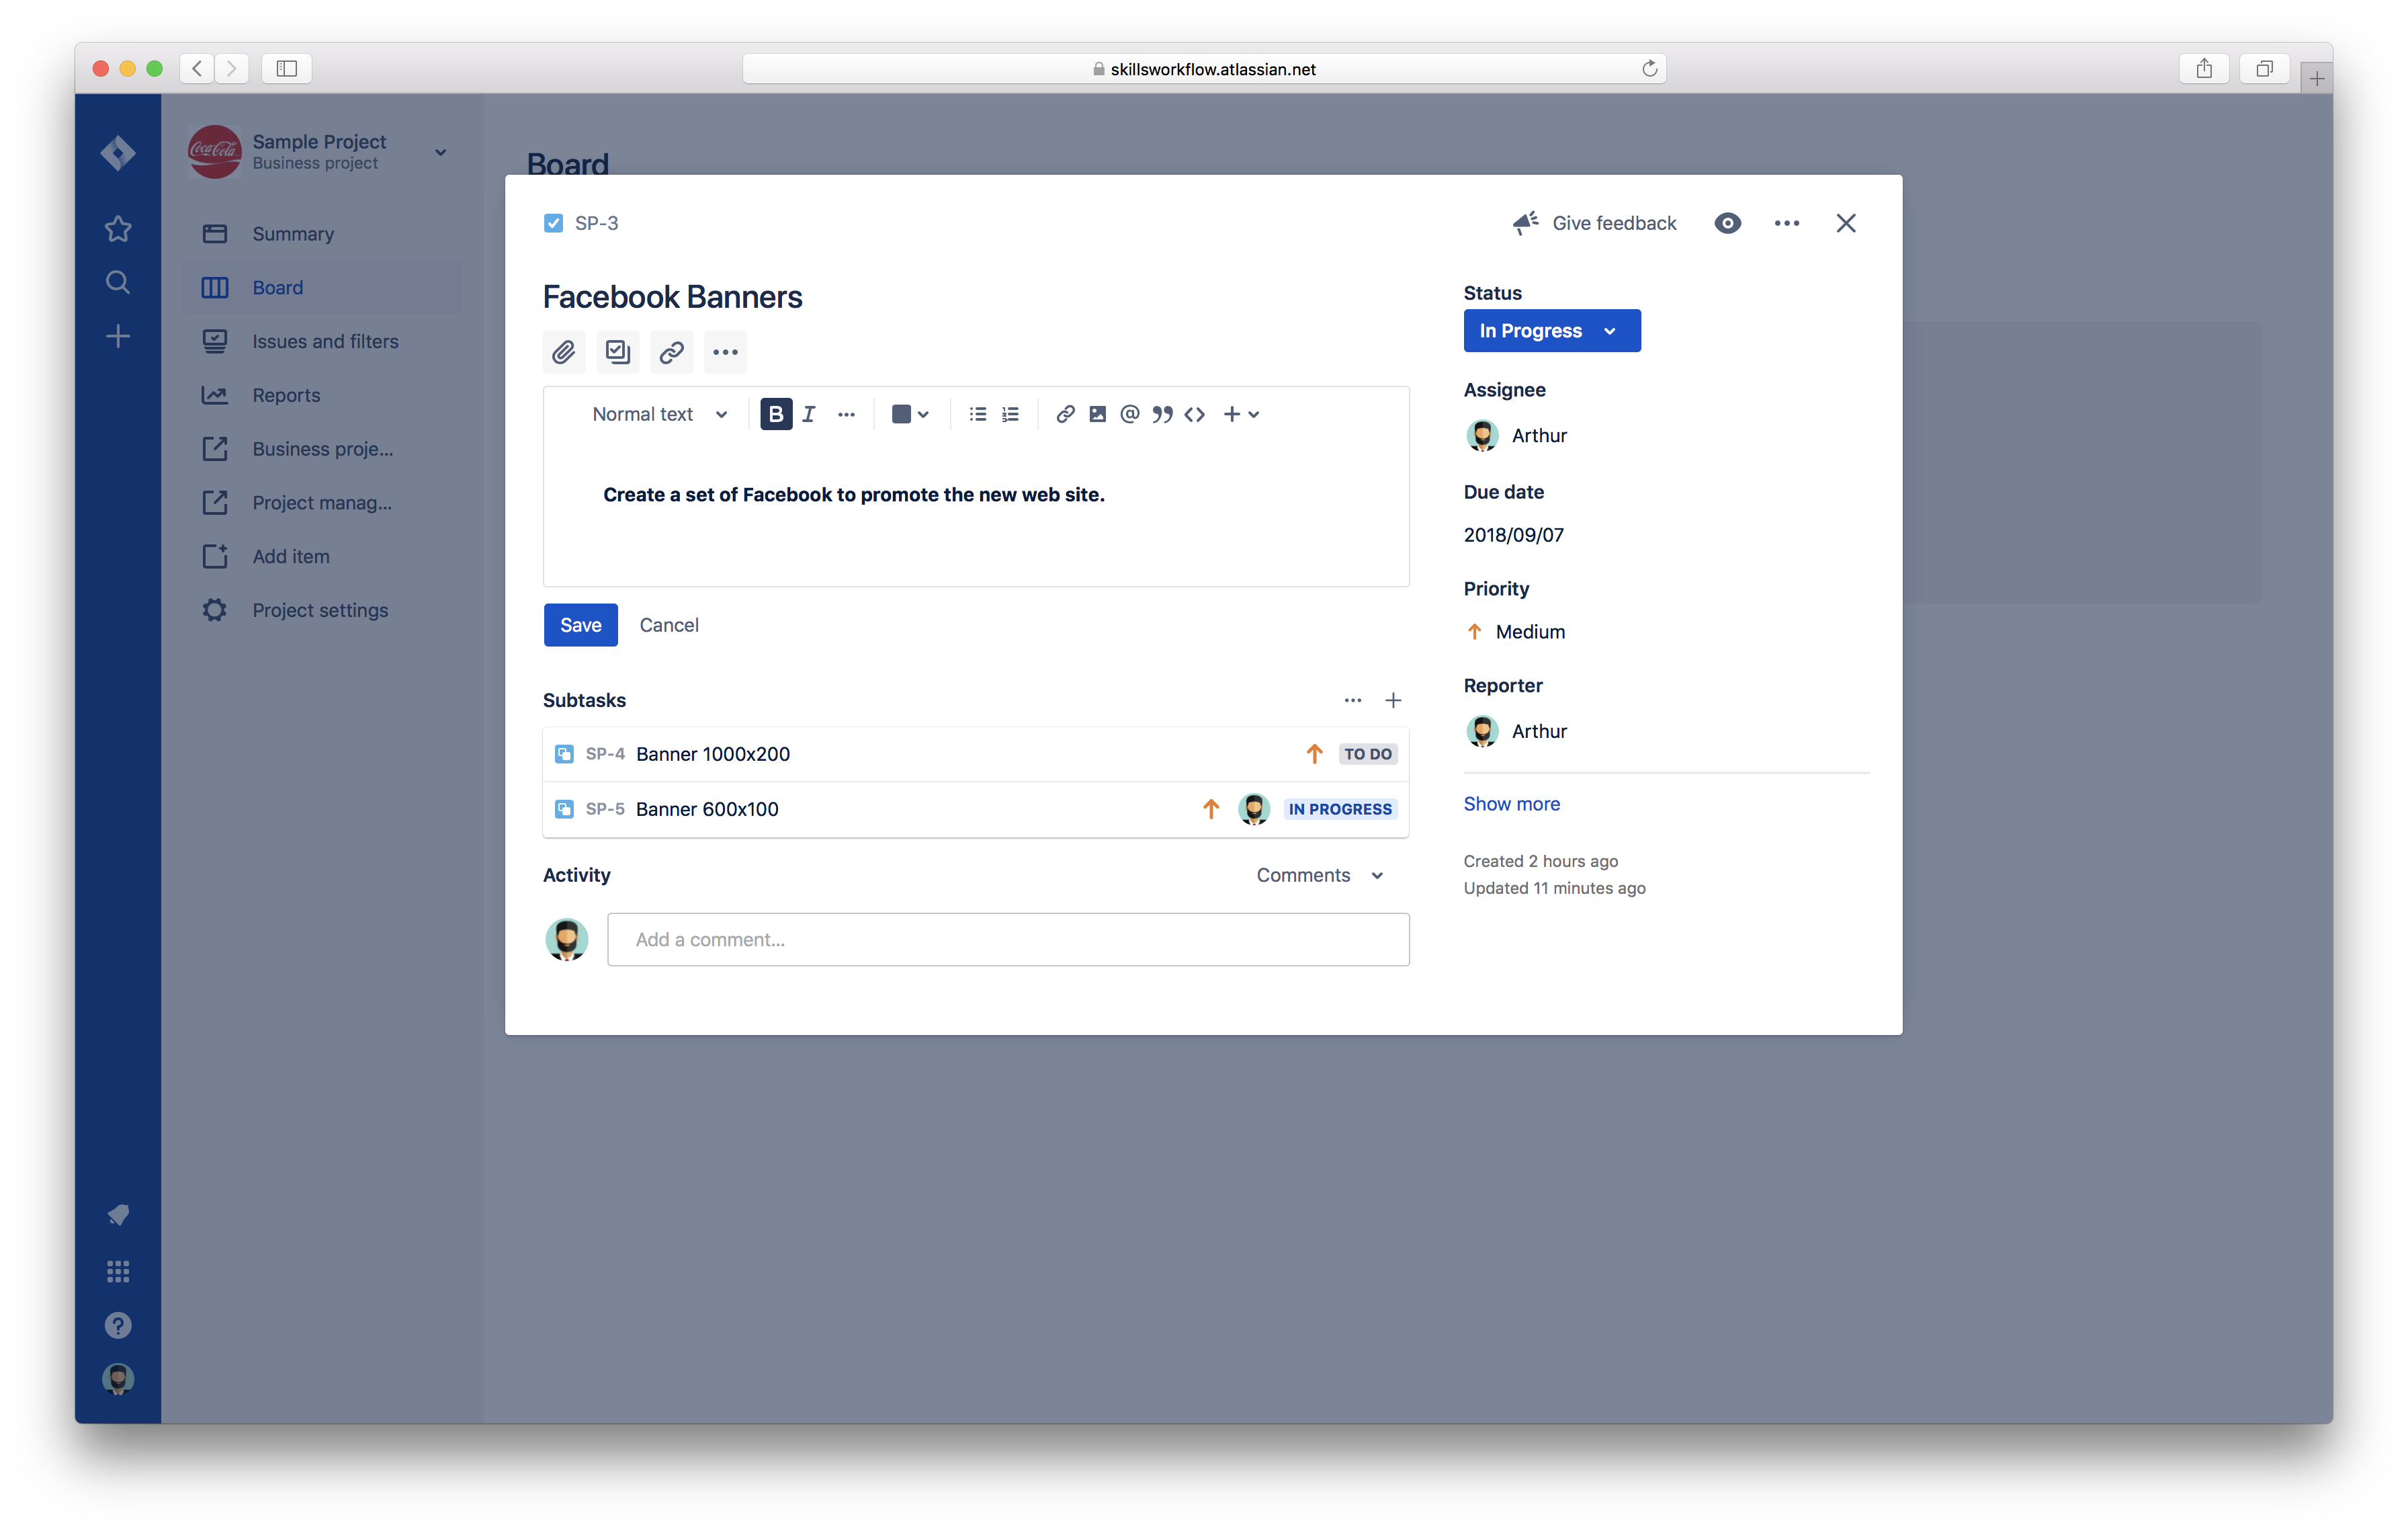 skillsworkflow.atlassian.net
Coca-Cola
Sample Project
Business project
Summary
Board
Issues and filters
Reports
Business proje...
Project manag...
Add item
Project settings
Board
SP-3
Give feedback
Facebook Banners
Normal text
B I
Create a set of Facebook to promote the new web site.
Save Cancel
Subtasks
SP-4 Banner 1000x200 TO DO
SP-5 Banner 600x100 IN PROGRESS
Activity Comments
Add a comment...
Status
In Progress
Assignee
Arthur
Due date
2018/09/07
Priority
Medium
Reporter
Arthur
Show more
Created 2 hours ago
Updated 11 minutes ago